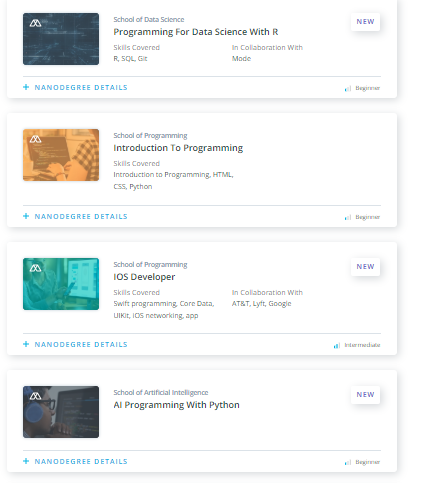 School of Data Science
NEW
Programming For Data Science With R
Skills Covered
In Collaboration With
R, SQL, Git
Mode
+ NANODEGREE DETAILS
Beginner
School of Programming
Introduction To Programming
Skills Covered
Introduction to Programming, HTML,
CSS, Python
+ NANODEGREE DETAILS
Beginner
School of Programming
NEW
IOS Developer
Skills Covered
In Collaboration With
Swift programming, Core Data,
AT&T, Lyft, Google
UIKit, iOS networking, app
+ NANODEGREE DETAILS
Intermediate
School of Artificial Intelligence
NEW
AI Programming With Python
+ NANODEGREE DETAILS
Beginner